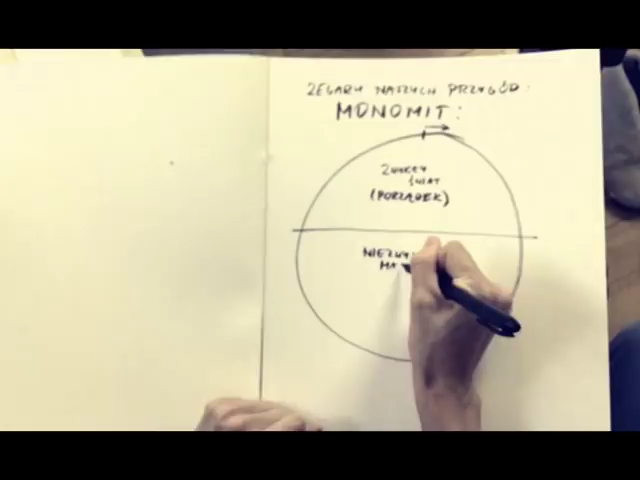 ZEGARY NASZYCH PRZYGÓD:
MONOMIT:
ZWYKŁY
ŚWIAT
(PORZĄDEK)